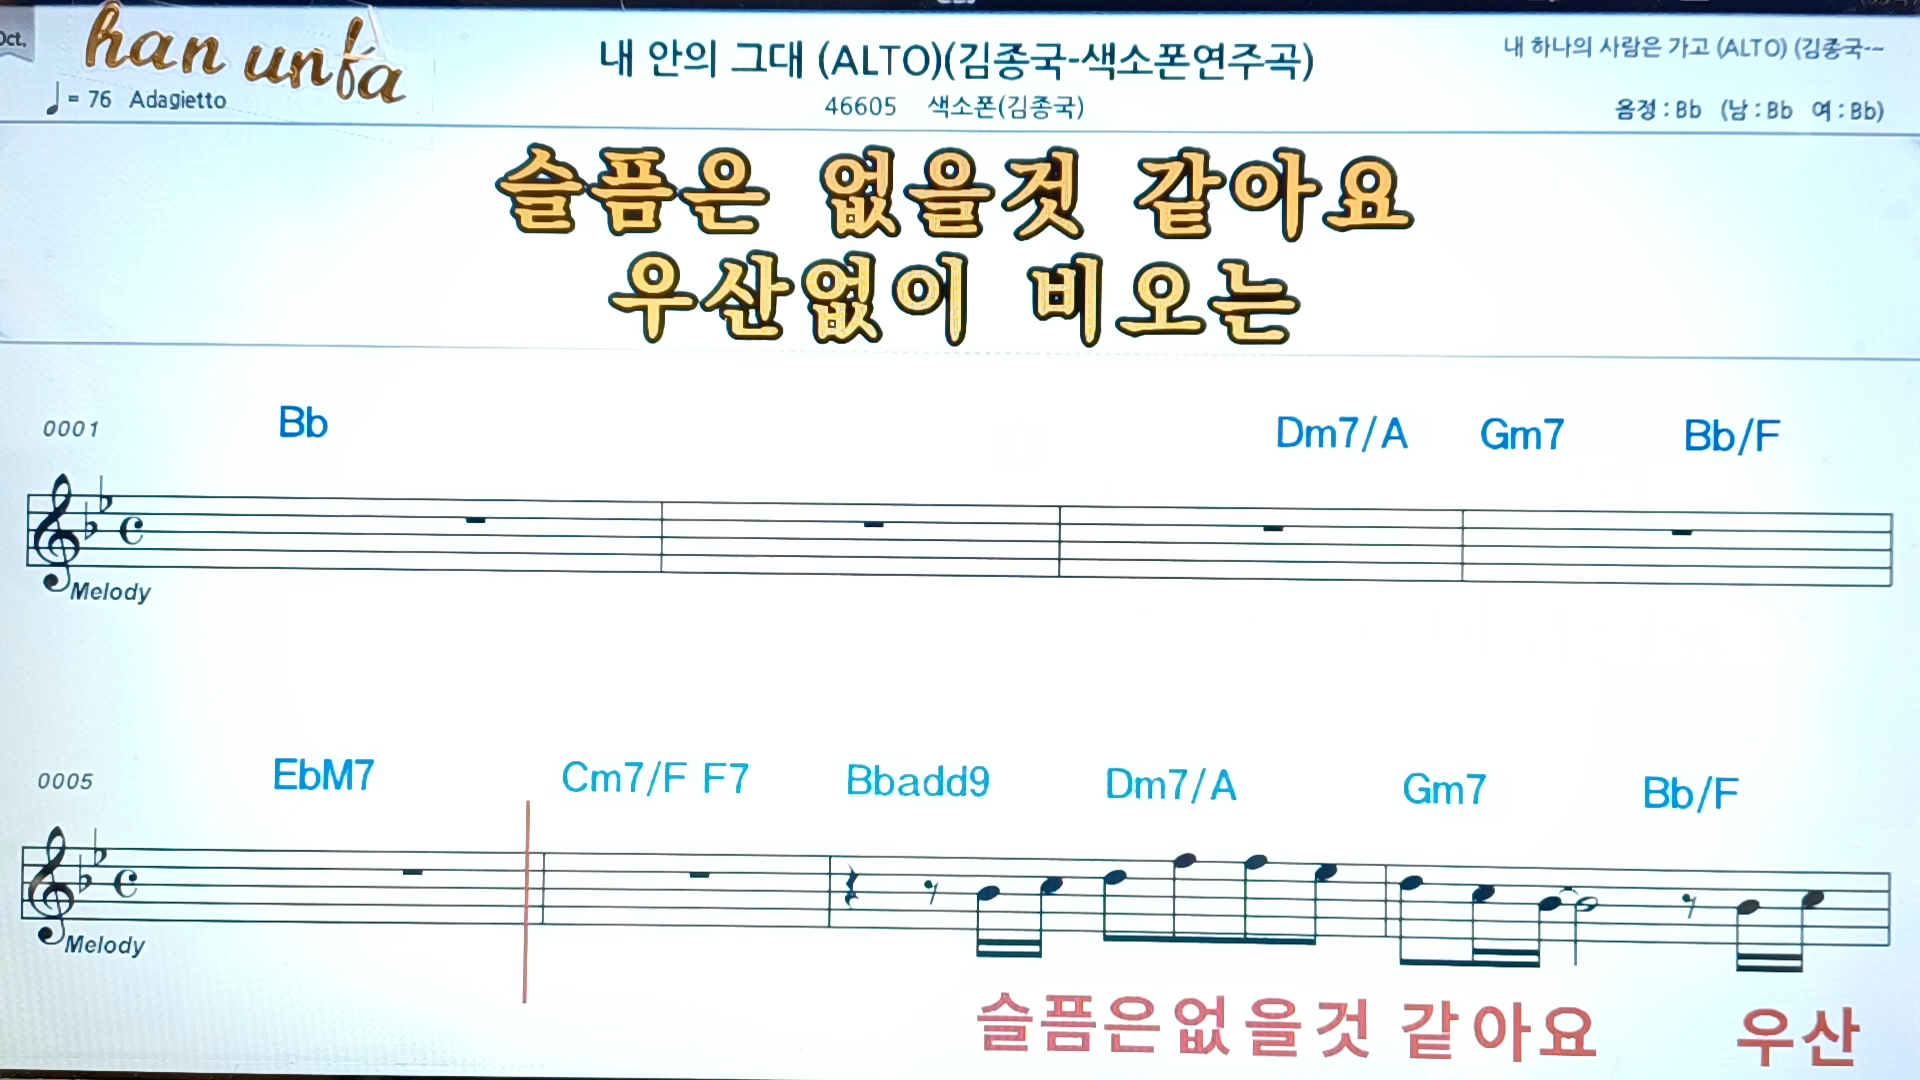 Oct.
han un fa
내 안의 그대 (ALTO)(김종국-색소폰연주곡)
내 하나의 사람은 가고 (ALTO) (김종국-~
♩ = 76 Adagietto
46605 색소폰(김종국)
음정 : Bb (남 : Bb 여 : Bb)
슬픔은 없을것 같아요
우산없이 비오는
0001 Bb Dm7/A Gm7 Bb/F
Melody
0005 EbM7 Cm7/F F7 Bbadd9 Dm7/A Gm7 Bb/F
Melody
슬픔은없을것 같아요 우산